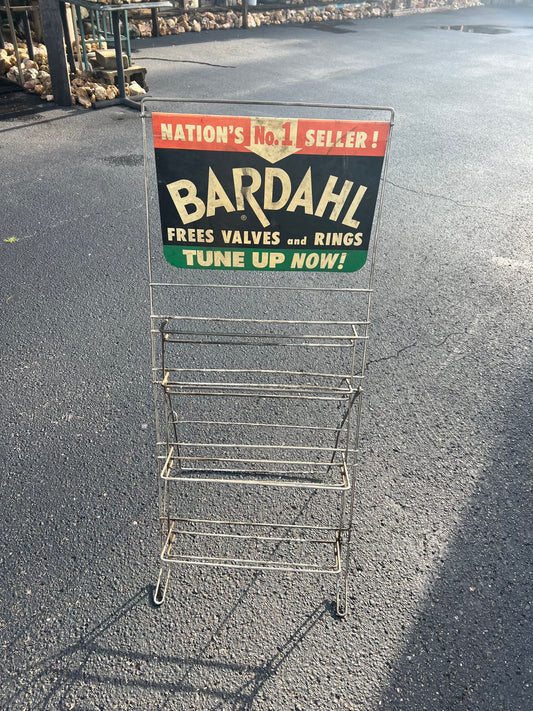 NATION'S No.1 SELLER!
BARDAHL
®
FREES VALVES and RINGS
TUNE UP NOW!